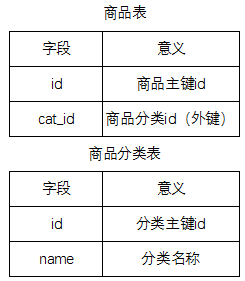 商品表
字段 意义
id 商品主键id
cat_id 商品分类id（外键）
商品分类表
字段 意义
id 分类主键id
name 分类名称